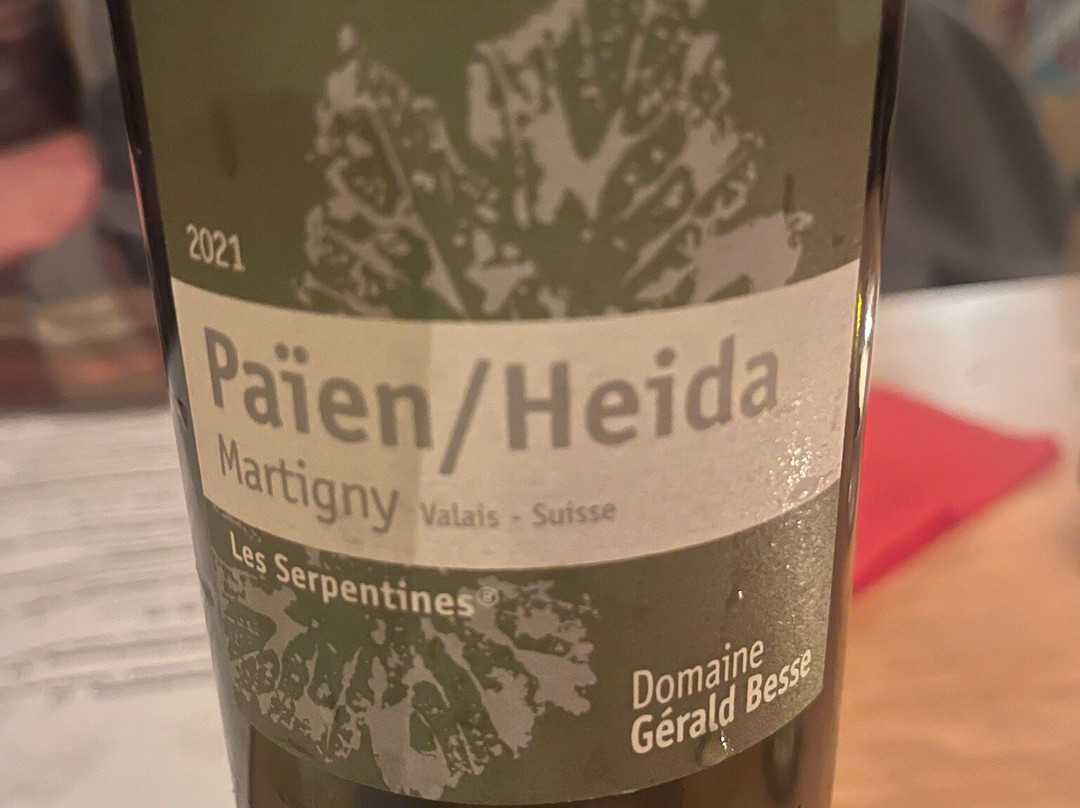 2021
Païen/Heida
Martigny Valais - Suisse
Les Serpentines®
Domaine
Gérald Besse